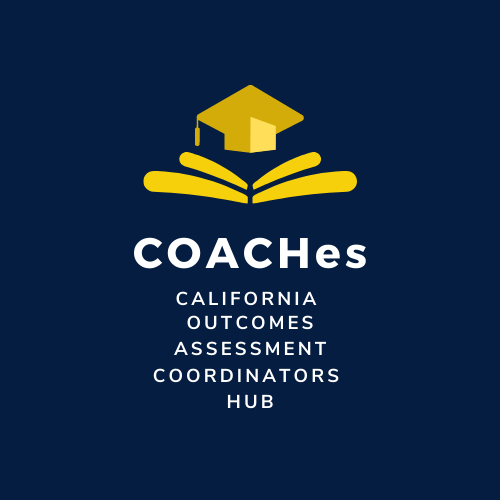 COACHes
CALIFORNIA
OUTCOMES
ASSESSMENT
COORDINATORS
HUB